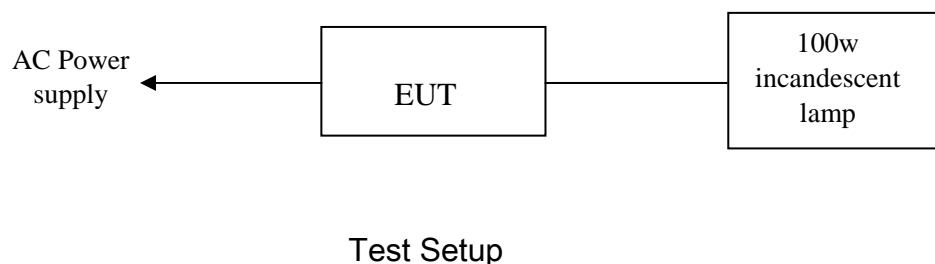 AC Power
supply
EUT
100w
incandescent
lamp
Test Setup